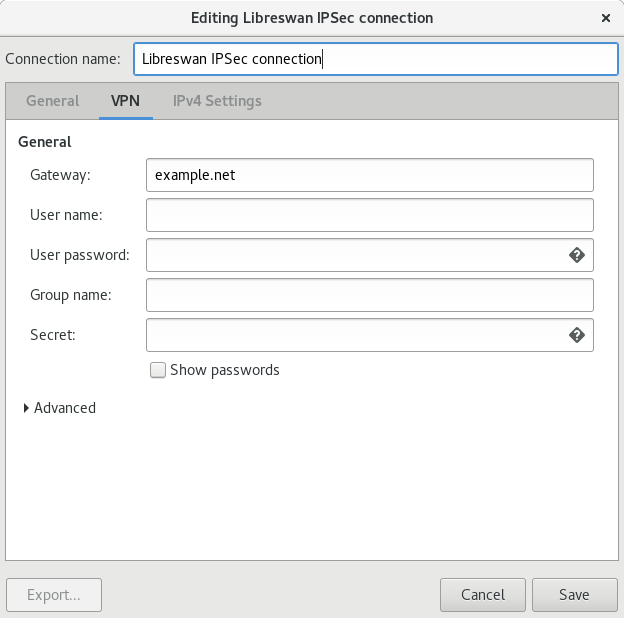 Editing Libreswan IPSec connection
Connection name: Libreswan IPSec connection
General VPN IPv4 Settings
General
Gateway: example.net
User name:
User password:
Group name:
Secret:
Show passwords
Advanced
Export... Cancel Save